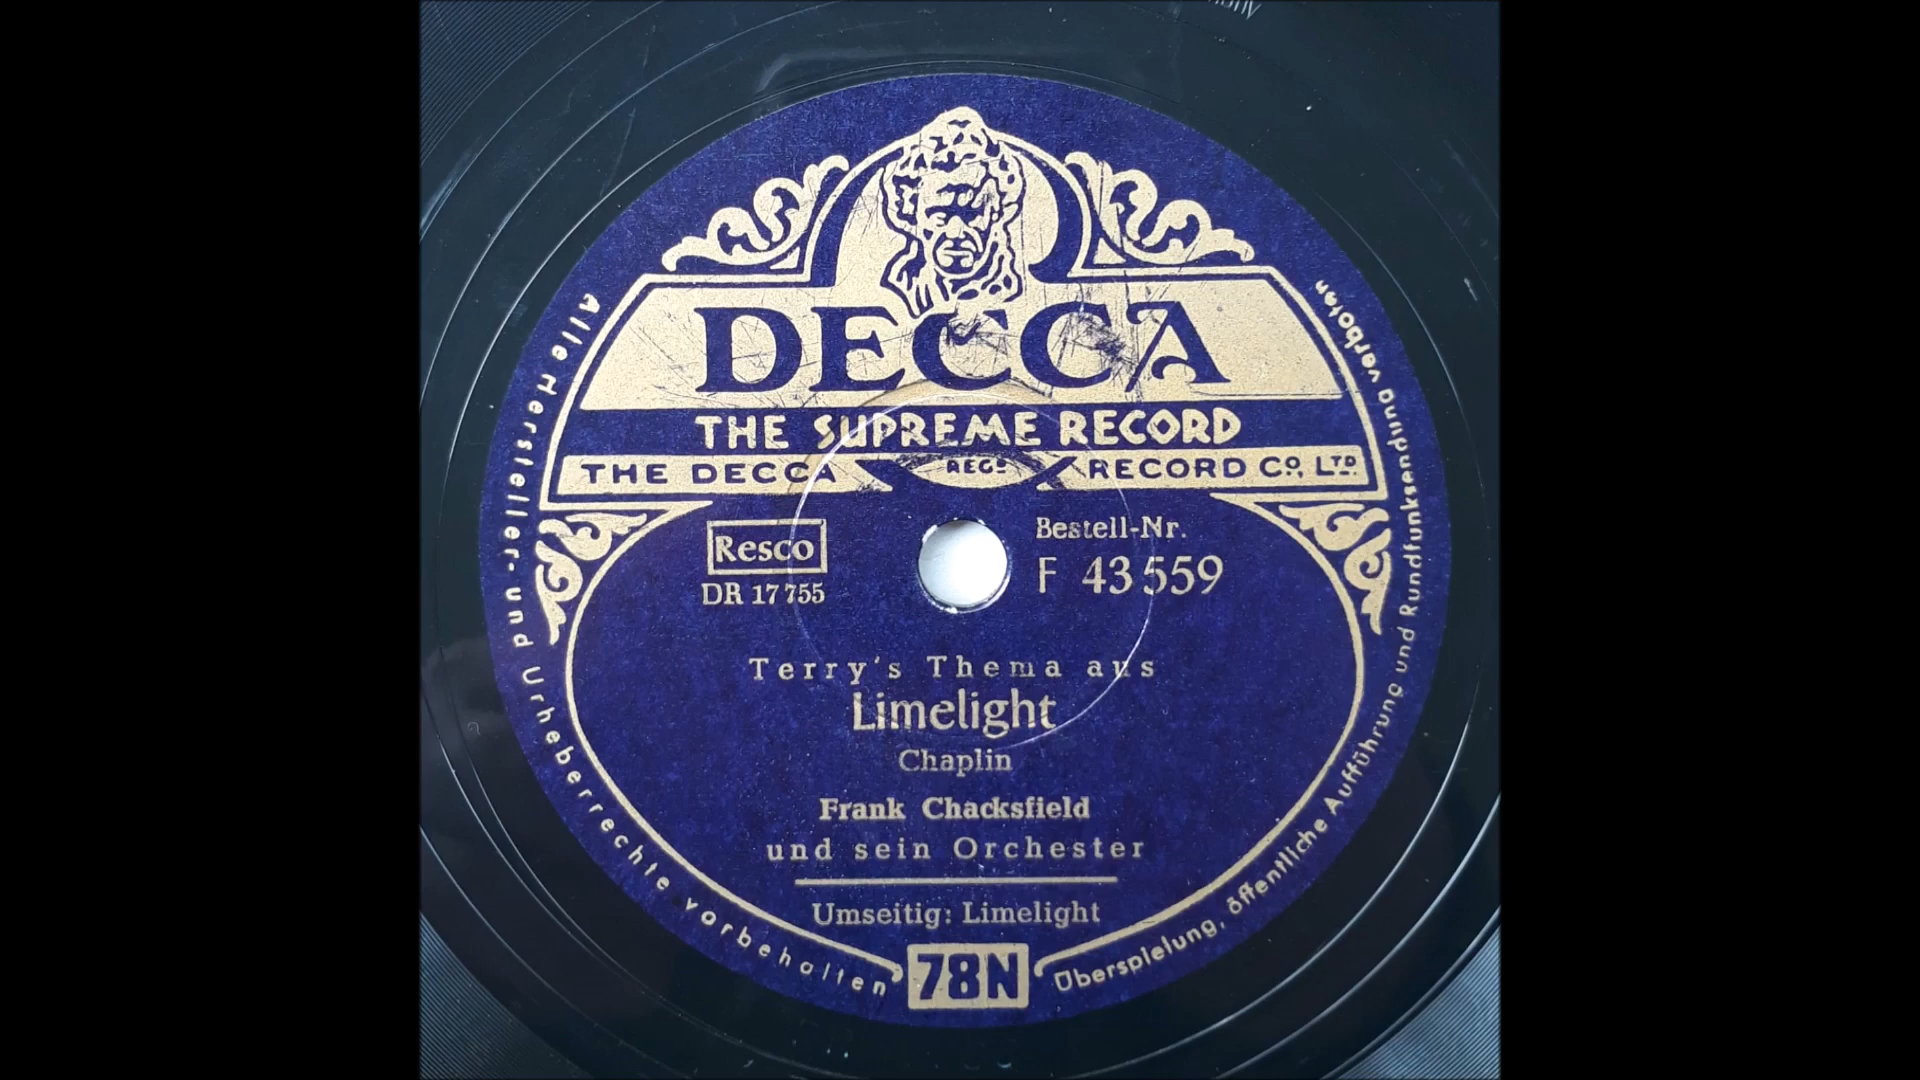 DECCA
THE SUPREME RECORD
THE DECCA REGD RECORD CO., LTD.
Resco
DR 17755
Bestell-Nr.
F 43559
Terry's Thema aus
Limelight
Chaplin
Frank Chacksfield
und sein Orchester
Umseitig: Limelight
78N
Alle Hersteller- und Urheberrechte vorbehalten
Überspielung, öffentliche Aufführung und Rundfunksendung verboten